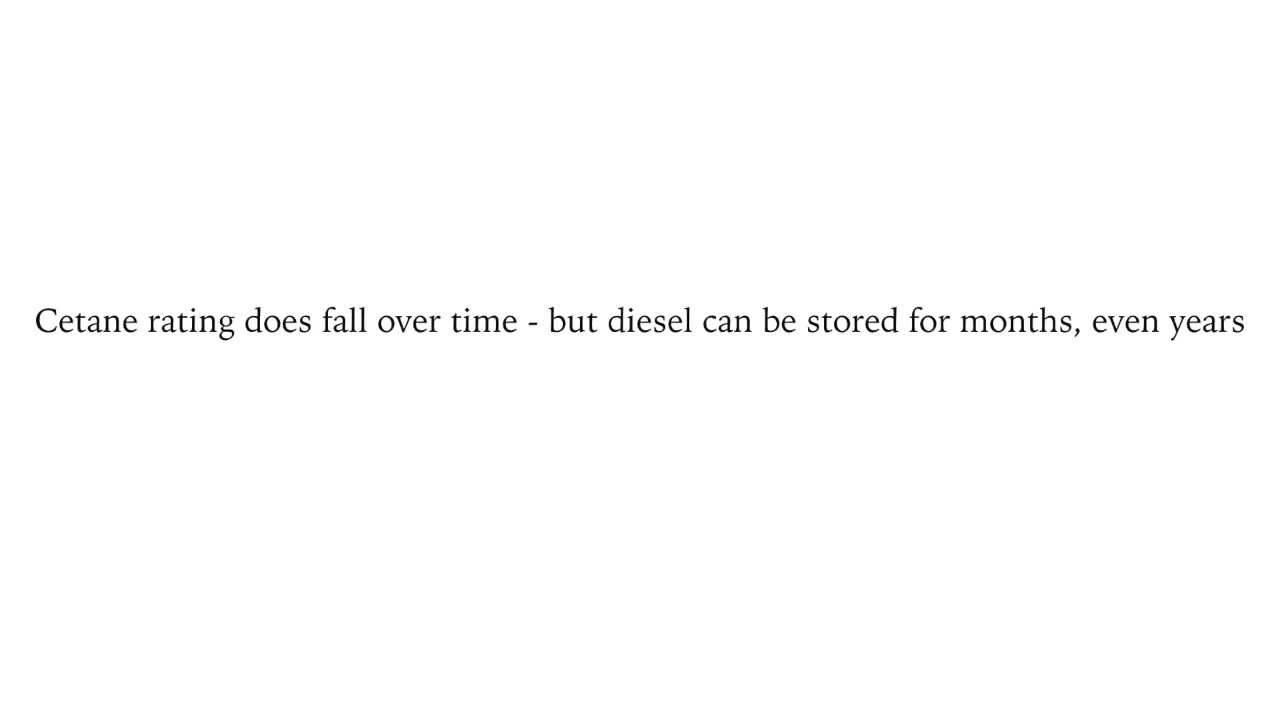 Cetane rating does fall over time - but diesel can be stored for months, even years